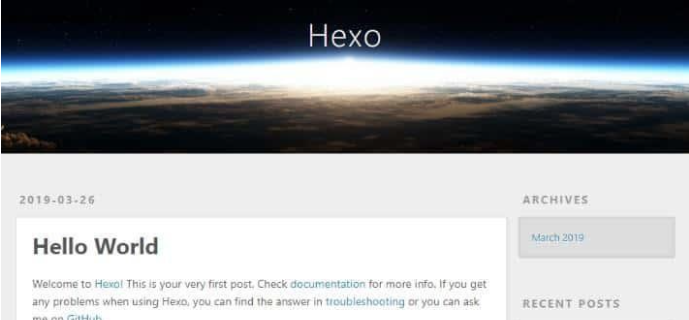 Hexo
2019-03-26
Hello World
Welcome to Hexo! This is your very first post. Check documentation for more info. If you get
any problems when using Hexo, you can find the answer in troubleshooting or you can ask
me on GitHub.
ARCHIVES
March 2019
RECENT POSTS